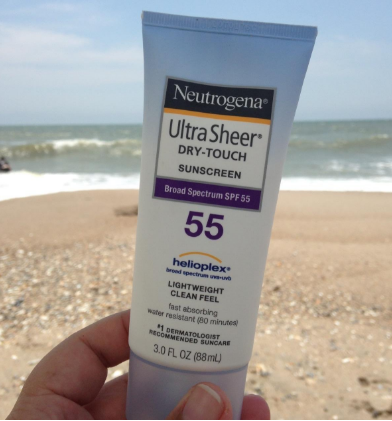 Neutrogena®
Ultra Sheer®
DRY-TOUCH
SUNSCREEN
Broad Spectrum SPF 55
55
helioplex®
broad spectrum uva•uvb
LIGHTWEIGHT
CLEAN FEEL
fast absorbing
water resistant (80 minutes)
#1 DERMATOLOGIST
RECOMMENDED SUNCARE
3.0 FL OZ (88mL)